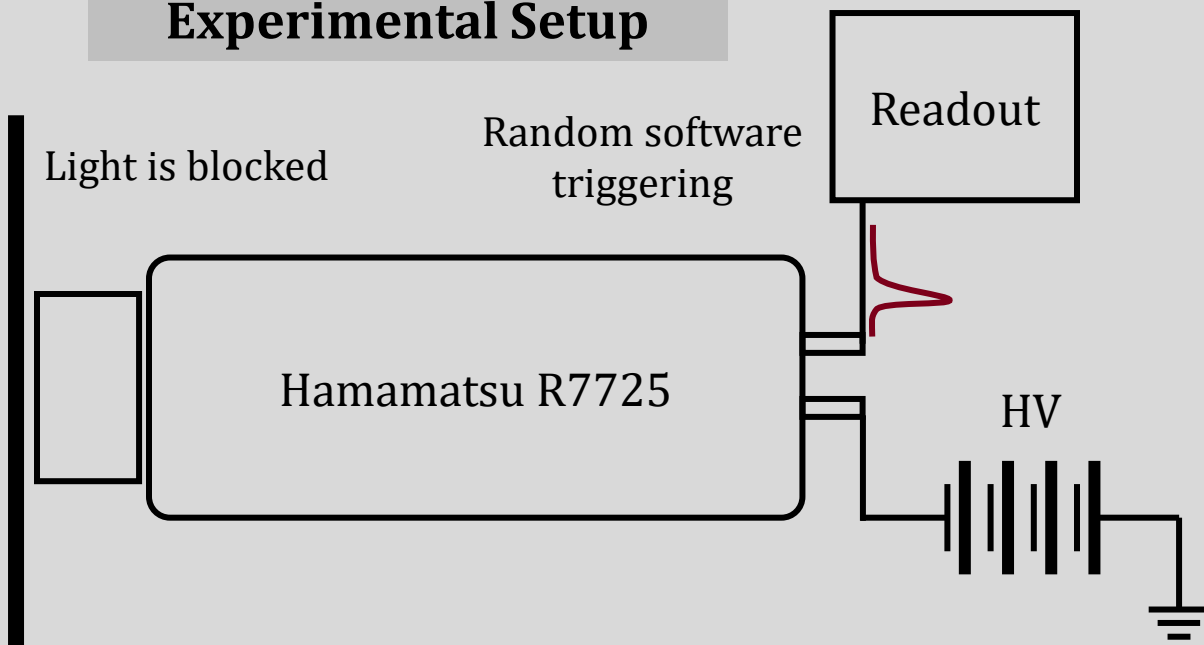 Experimental Setup
Light is blocked
Random software
triggering
Readout
Hamamatsu R7725
HV